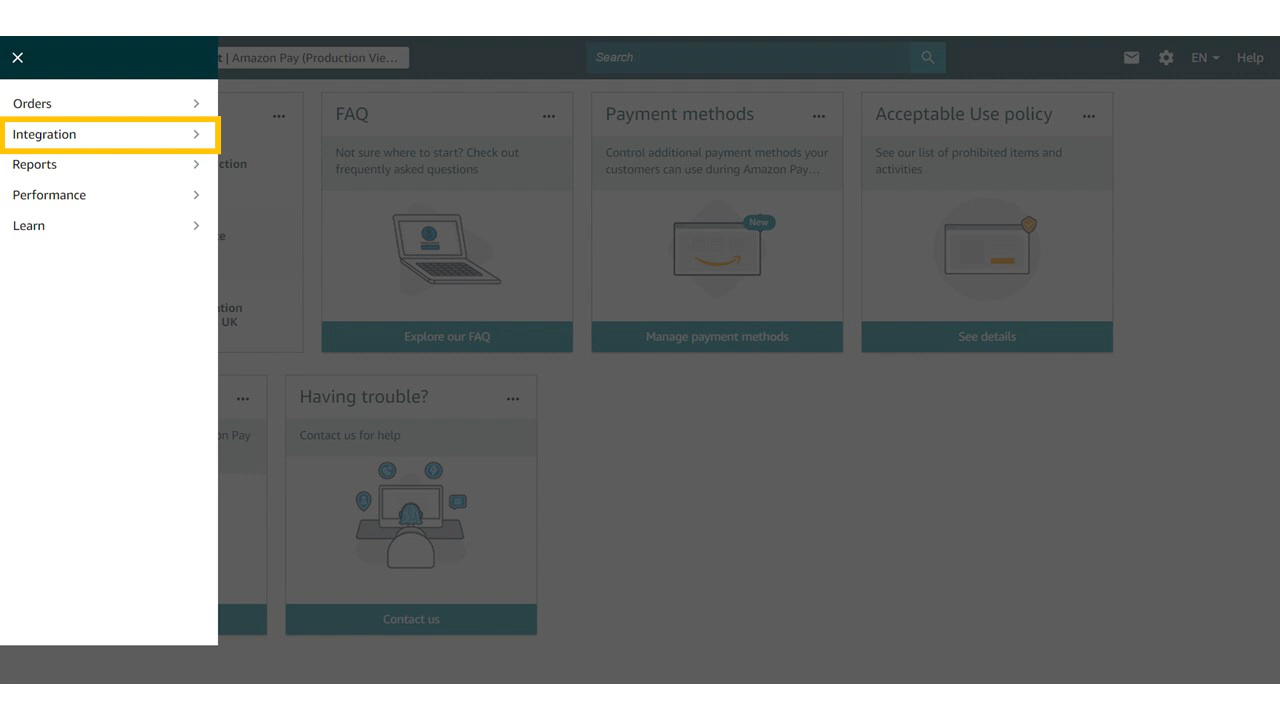 t | Amazon Pay (Production Vie...
Search
EN
Help
Orders
Integration
Reports
Performance
Learn
FAQ
Not sure where to start? Check out
frequently asked questions
Explore our FAQ
Payment methods
Control additional payment methods your
customers can use during Amazon Pay...
New
Manage payment methods
Acceptable Use policy
See our list of prohibited items and
activities
See details
UK
Pay
Having trouble?
Contact us for help
Contact us